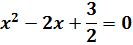 x² − 2x + 3/2 = 0